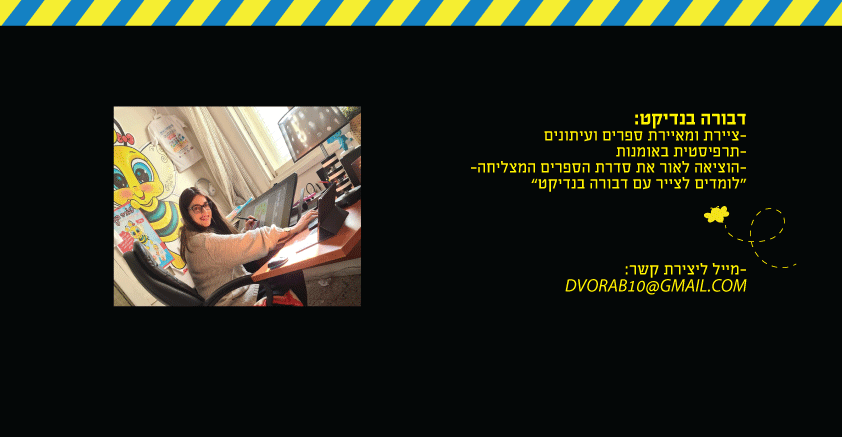 דבורה בנדיקט:
-ציירת ומאיירת ספרים ועיתונים
-תרפיסטית באומנות
-הוציאה לאור את סדרת הספרים המצליחה-
"לומדים לצייר עם דבורה בנדיקט"
-מייל ליצירת קשר:
DVORAB10@GMAIL.COM